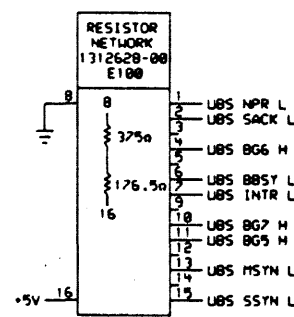 RESISTOR
NETWORK
1312628-00
E100
8
8
375Ω
176.5Ω
16
+5V
16
1
UBS NPR L
2
UBS SACK L
3
4
UBS BG6 H
5
6
UBS BBSY L
7
UBS INTR L
9
10
UBS BG7 H
11
UBS BG5 H
12
13
UBS MSYN L
14
15
UBS SSYN L